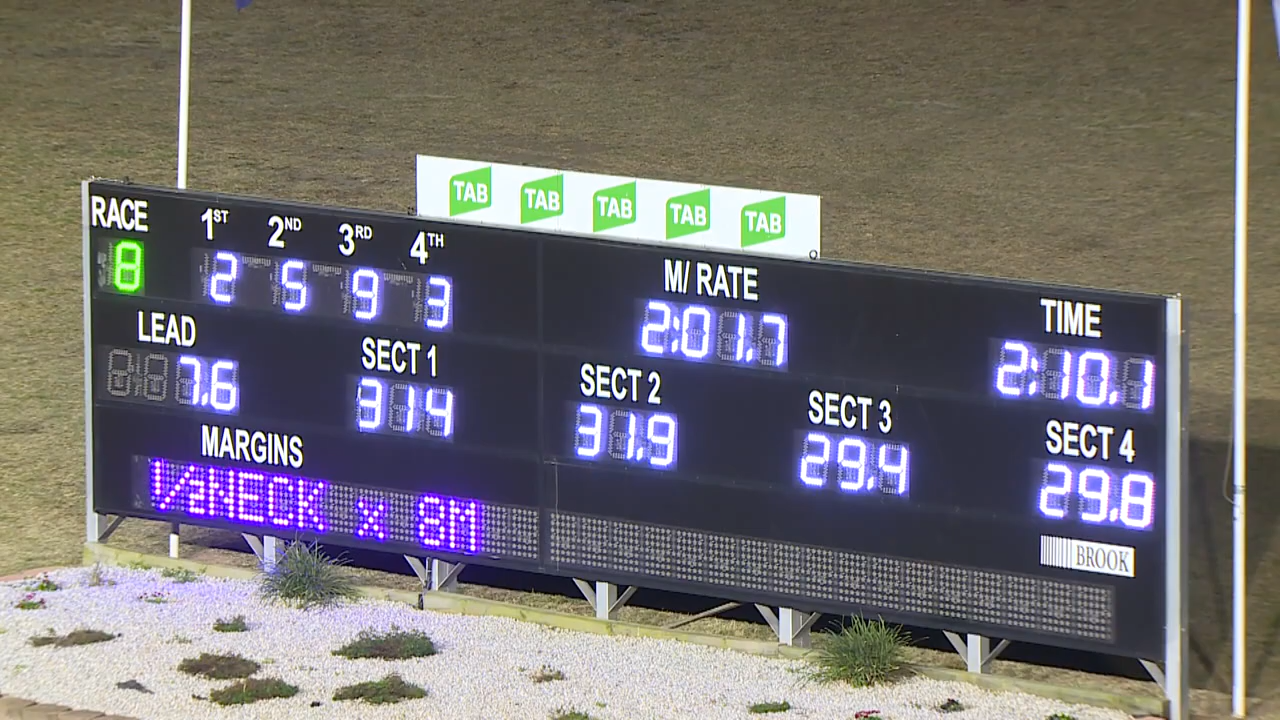 TAB TAB TAB TAB TAB
RACE 1ST 2ND 3RD 4TH
8 2 5 9 3
M/ RATE
2:01.7
TIME
2:10.1
LEAD
7.6
SECT 1
31.4
SECT 2
31.9
SECT 3
29.4
SECT 4
29.8
MARGINS
1/2NECK x 8M
BROOK